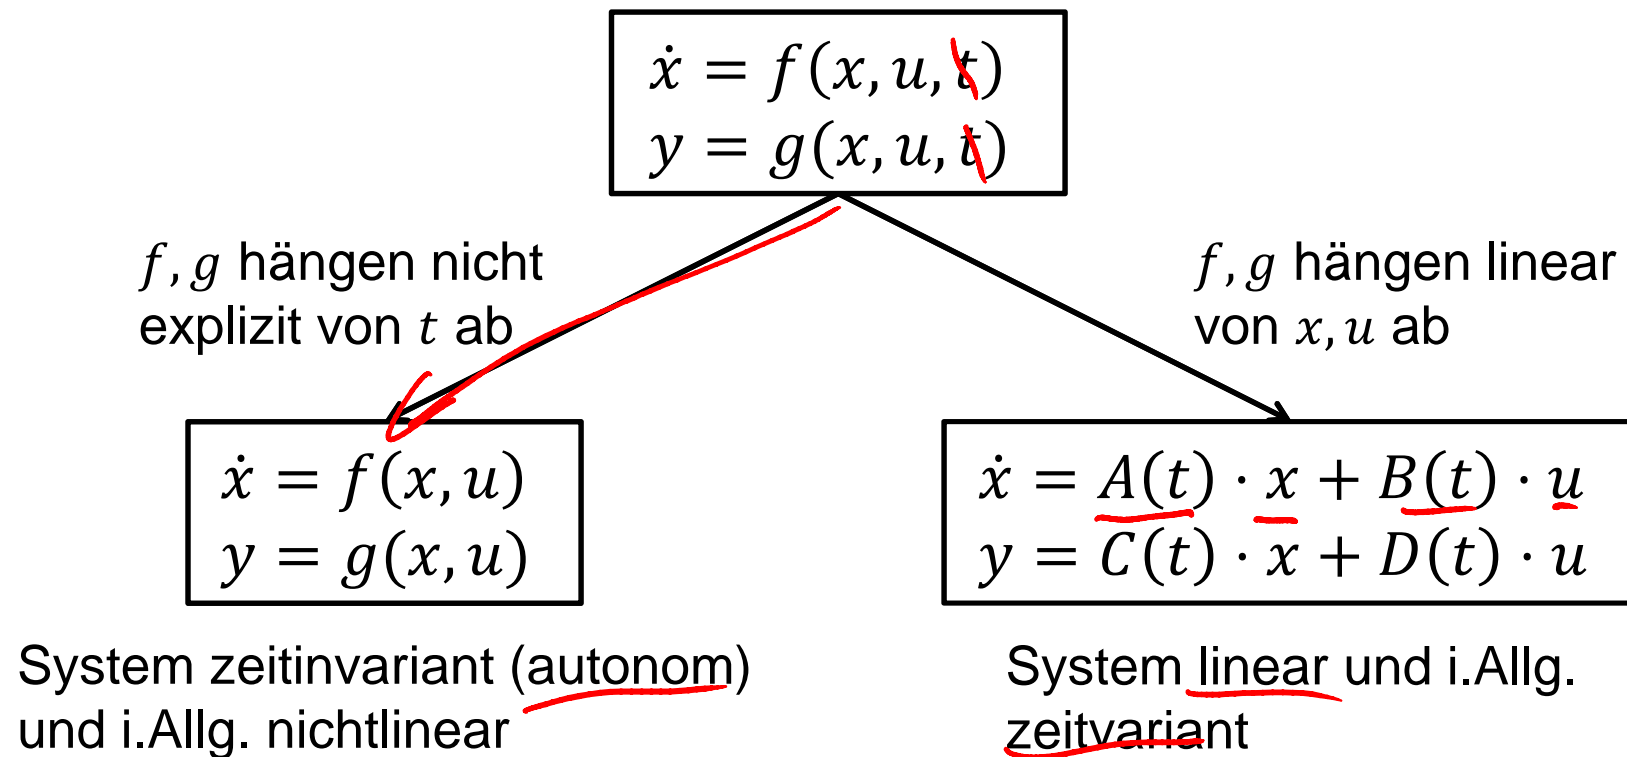 ẋ = f(x, u, t)
y = g(x, u, t)
f, g hängen nicht
explizit von t ab
f, g hängen linear
von x, u ab
ẋ = f(x, u)
y = g(x, u)
ẋ = A(t) · x + B(t) · u
y = C(t) · x + D(t) · u
System zeitinvariant (autonom)
und i.Allg. nichtlinear
System linear und i.Allg.
zeitvariant